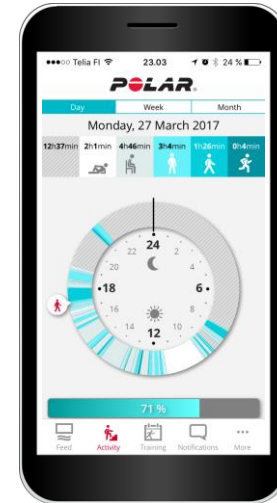 ●●●○○ Telia FI 23.03 24 %
POLAR
Day Week Month
Monday, 27 March 2017
12h37min 2h1min 4h46min 3h4min 1h26min 0h4min
24
22 2
20 4
18 6
16 8
14 10
12
71 %
Feed Activity Training Notifications More